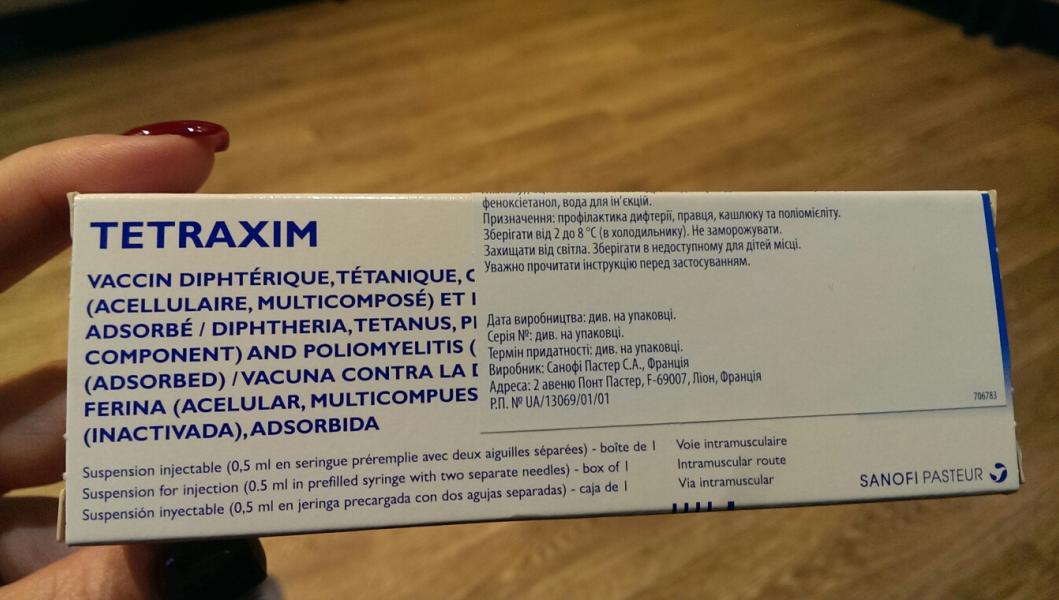 TETRAXIM
VACCIN DIPHTÉRIQUE, TÉTANIQUE, C
(ACELLULAIRE, MULTICOMPOSÉ) ET
ADSORBÉ / DIPHTHERIA, TETANUS,
COMPONENT) AND POLIOMYELITIS (
(ADSORBED) / VACUNA CONTRA LA
FERINA (ACELULAR, MULTICOMPUES
(INACTIVADA), ADSORBIDA
Suspension injectable (0,5 ml en seringue préremplie avec deux aiguilles séparées) - boîte de 1
Suspension for injection (0.5 ml in prefilled syringe with two separate needles) - box of 1
Suspensión inyectable (0,5 ml en jeringa precargada con dos agujas separadas) - caja de 1
Voie intramusculaire
Intramuscular route
Vía intramuscular
SANOFI PASTEUR
феноксіетанол, вода для ін'єкцій.
Призначення: профілактика дифтерії, правця, кашлюку та поліомієліту.
Зберігати від 2 до 8 °C (в холодильнику). Не заморожувати.
Захищати від світла. Зберігати в недоступному для дітей місці.
Уважно прочитати інструкцію перед застосуванням.
Дата виробництва: див. на упаковці.
Серія №: див. на упаковці.
Термін придатності: див. на упаковці.
Виробник: Санофі Пастер С.А., Франція
Адреса: 2 авеню Понт Пастер, F-69007, Ліон, Франція
Р.П. № UA/13069/01/01
706783